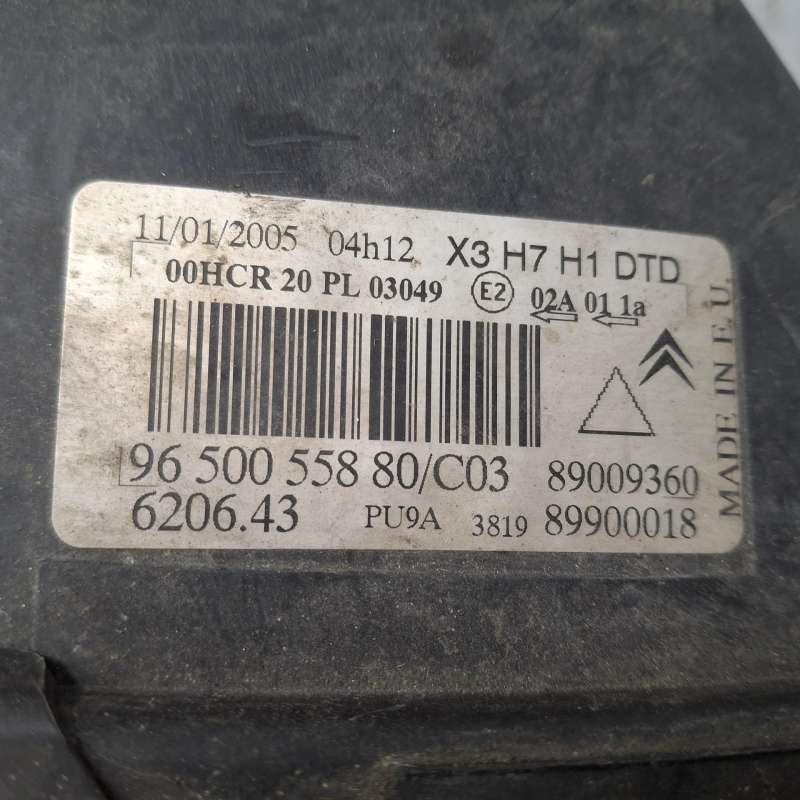 11/01/2005 04h12 X3 H7 H1 DTD
00HCR 20 PL 03049 E2 02A 01 1a
96 500 558 80/C03 89009360
6206.43 PU9A 3819 89900018
MADE IN E.U.